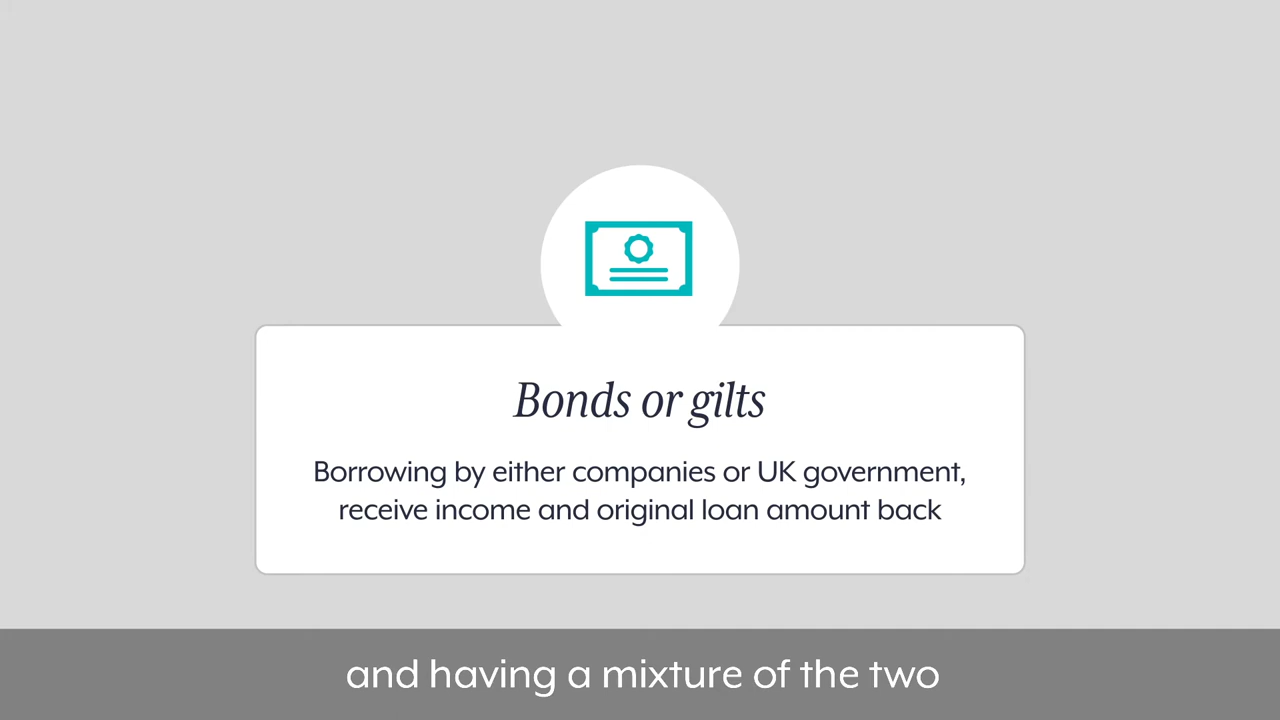 Bonds or gilts
Borrowing by either companies or UK government,
receive income and original loan amount back
and having a mixture of the two